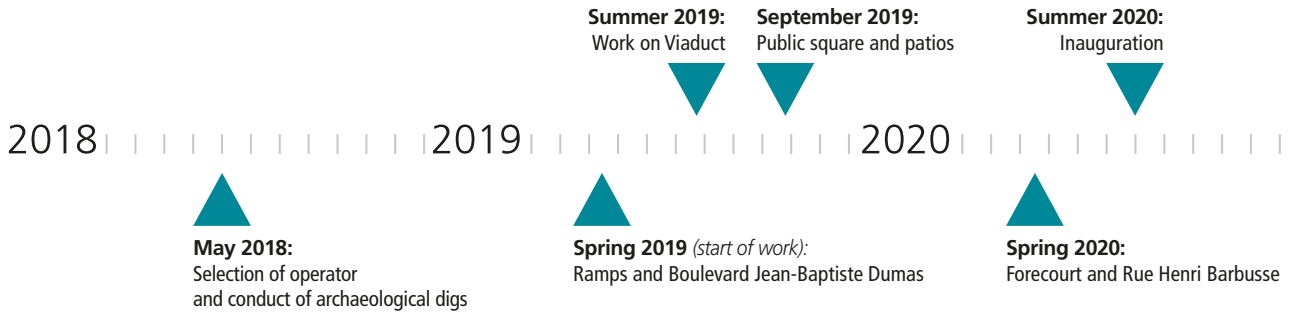 Summer 2019:
Work on Viaduct
September 2019:
Public square and patios
Summer 2020:
Inauguration
2018
2019
2020
May 2018:
Selection of operator
and conduct of archaeological digs
Spring 2019 (start of work):
Ramps and Boulevard Jean-Baptiste Dumas
Spring 2020:
Forecourt and Rue Henri Barbusse